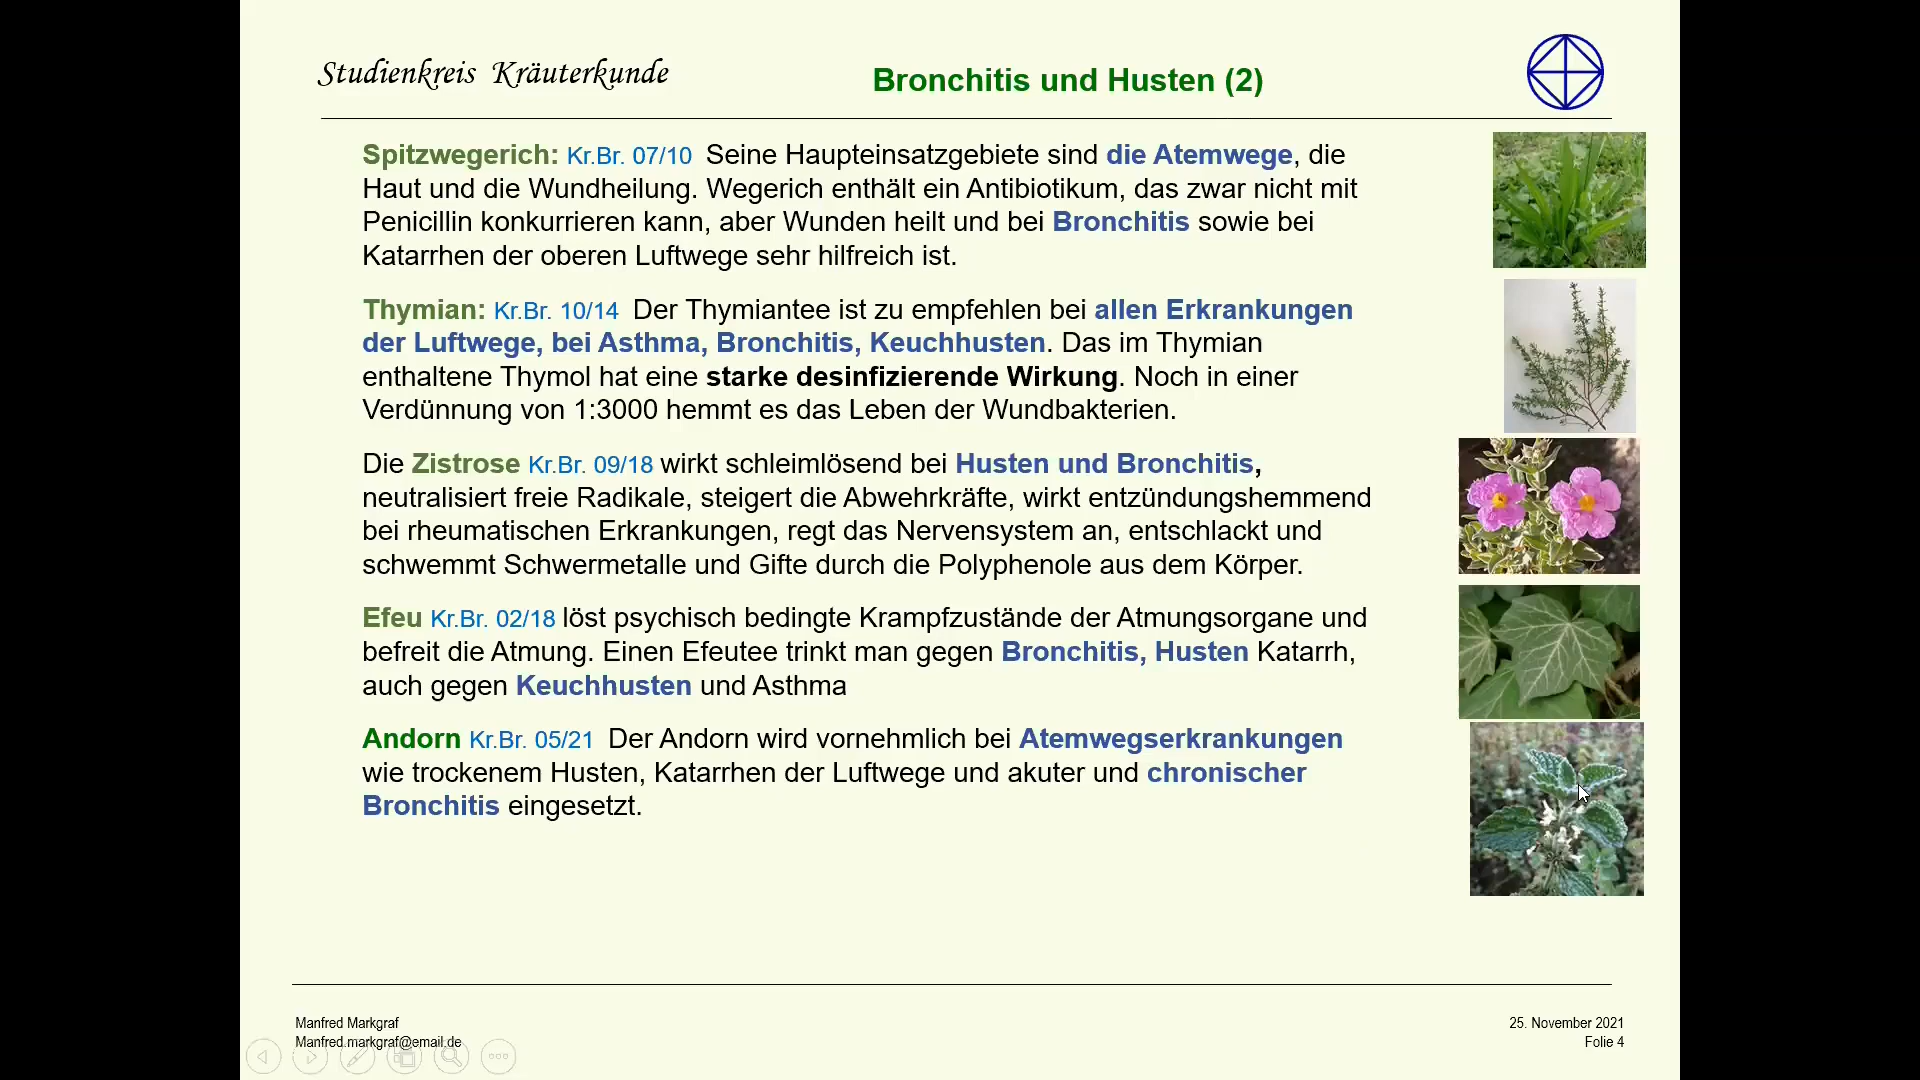 Studienkreis Kräuterkunde
Bronchitis und Husten (2)
Spitzwegerich: Kr.Br. 07/10 Seine Haupteinsatzgebiete sind die Atemwege, die
Haut und die Wundheilung. Wegerich enthält ein Antibiotikum, das zwar nicht mit
Penicillin konkurrieren kann, aber Wunden heilt und bei Bronchitis sowie bei
Katarrhen der oberen Luftwege sehr hilfreich ist.
Thymian: Kr.Br. 10/14 Der Thymiantee ist zu empfehlen bei allen Erkrankungen
der Luftwege, bei Asthma, Bronchitis, Keuchhusten. Das im Thymian
enthaltene Thymol hat eine starke desinfizierende Wirkung. Noch in einer
Verdünnung von 1:3000 hemmt es das Leben der Wundbakterien.
Die Zistrose Kr.Br. 09/18 wirkt schleimlösend bei Husten und Bronchitis,
neutralisiert freie Radikale, steigert die Abwehrkräfte, wirkt entzündungshemmend
bei rheumatischen Erkrankungen, regt das Nervensystem an, entschlackt und
schwemmt Schwermetalle und Gifte durch die Polyphenole aus dem Körper.
Efeu Kr.Br. 02/18 löst psychisch bedingte Krampfzustände der Atmungsorgane und
befreit die Atmung. Einen Efeutee trinkt man gegen Bronchitis, Husten Katarrh,
auch gegen Keuchhusten und Asthma
Andorn Kr.Br. 05/21 Der Andorn wird vornehmlich bei Atemwegserkrankungen
wie trockenem Husten, Katarrhen der Luftwege und akuter und chronischer
Bronchitis eingesetzt.
Manfred Markgraf
Manfred.markgraf@email.de
25. November 2021
Folie 4